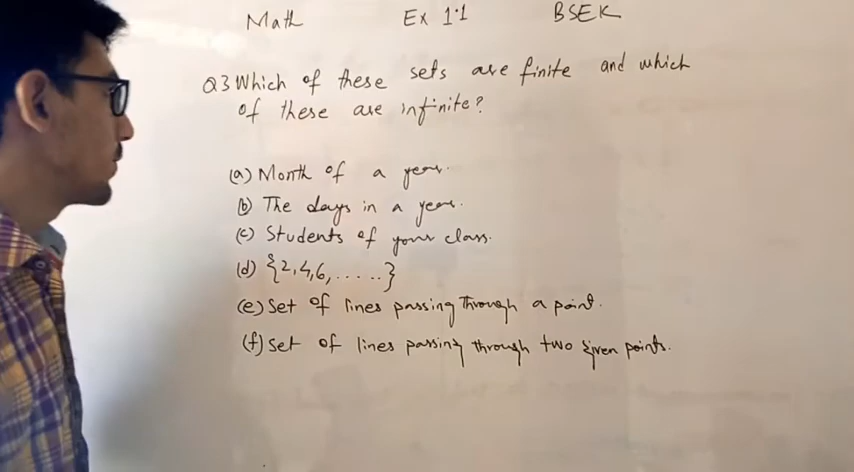 Math Ex 1.1 BSEK
Q3 Which of these sets are finite and which
of these are infinite?
(a) Month of a year.
(b) The days in a year.
(c) Students of your class.
(d) {2,4,6,.....}
(e) Set of lines passing through a point.
(f) Set of lines passing through two given points.